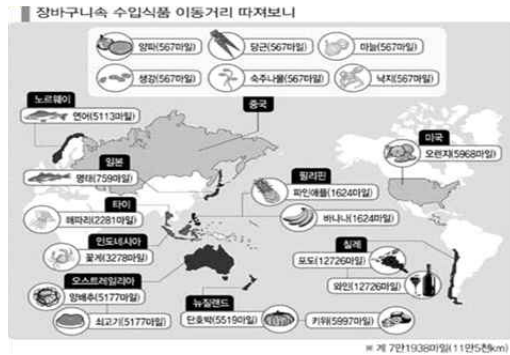 장바구니속 수입식품 이동거리 따져보니
양파(567마일) 당근(567마일) 마늘(567마일)
생강(567마일) 숙주나물(567마일) 낙지(567마일)
중국
노르웨이
연어(5113마일)
미국
오렌지(5968마일)
일본
명태(759마일)
필리핀
파인애플(1624마일)
바나나(1624마일)
타이
해파리(2281마일)
인도네시아
꽃게(3278마일)
칠레
포도(12726마일)
와인(12726마일)
오스트레일리아
양배추(5177마일)
쇠고기(5177마일)
뉴질랜드
단호박(5519마일) 키위(5997마일)
※ 계 7만1938마일(11만5천km)